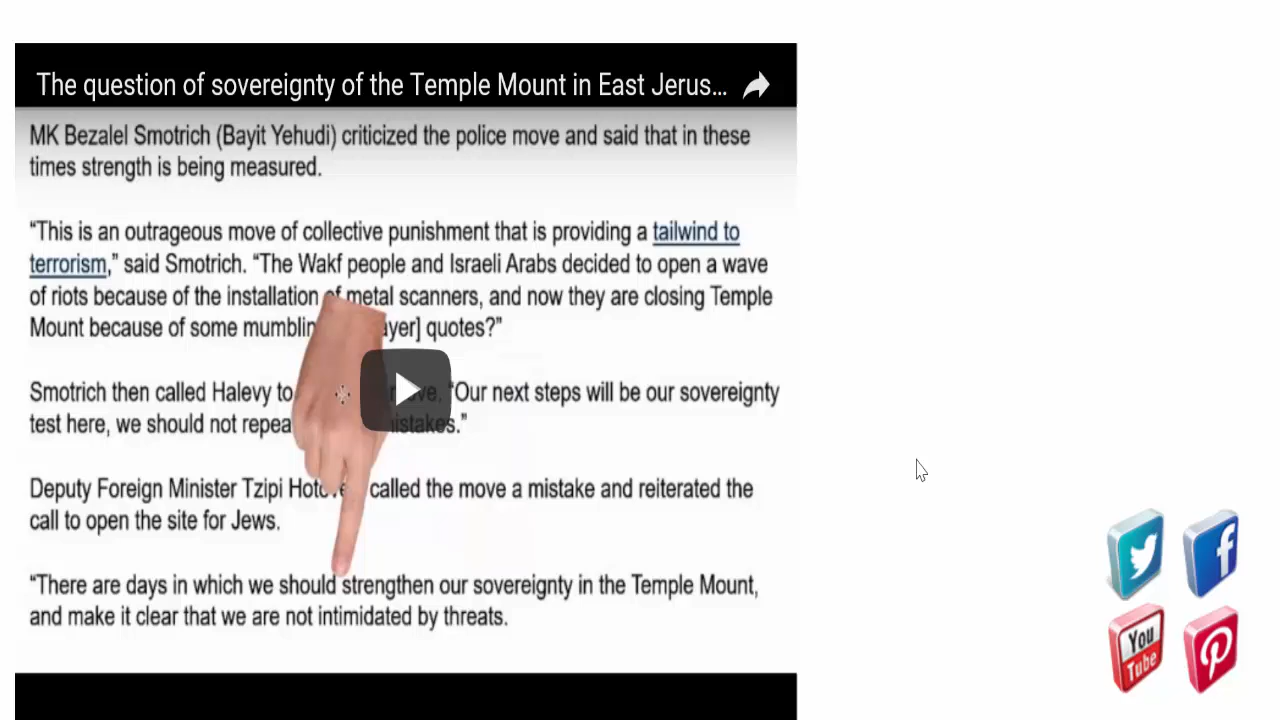 The question of sovereignty of the Temple Mount in East Jerus...
MK Bezalel Smotrich (Bayit Yehudi) criticized the police move and said that in these
times strength is being measured.
“This is an outrageous move of collective punishment that is providing a tailwind to
terrorism,” said Smotrich. “The Wakf people and Israeli Arabs decided to open a wave
of riots because of the installation of metal scanners, and now they are closing Temple
Mount because of some mumblin ayer] quotes?”
Smotrich then called Halevy to “Our next steps will be our sovereignty
test here, we should not repea mistakes.”
Deputy Foreign Minister Tzipi called the move a mistake and reiterated the
call to open the site for Jews.
“There are days in which we should strengthen our sovereignty in the Temple Mount,
and make it clear that we are not intimidated by threats.
You
Tube